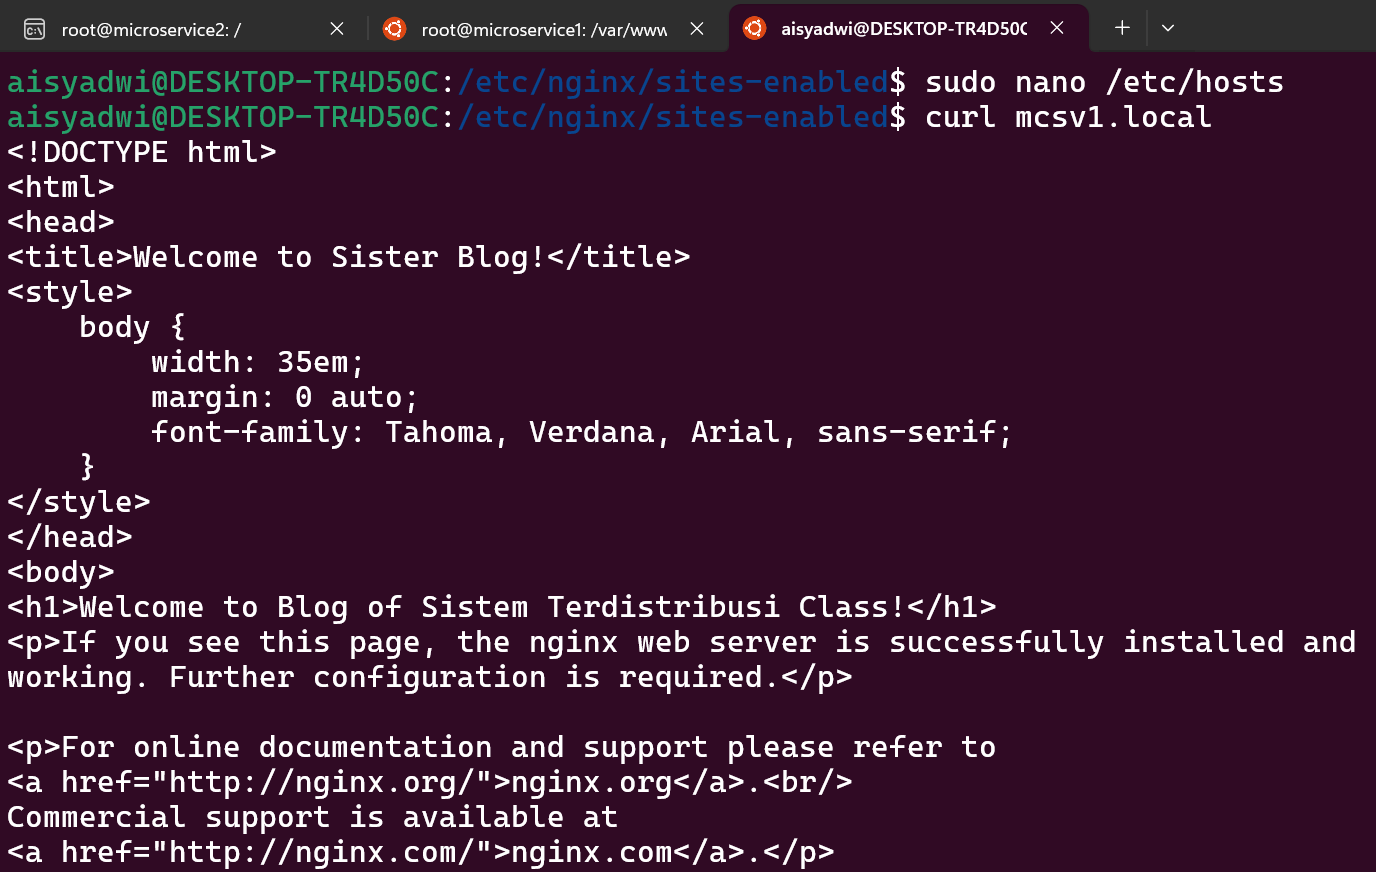 root@microservice2: /
root@microservice1: /var/www
aisyadwi@DESKTOP-TR4D50C
aisyadwi@DESKTOP-TR4D50C:/etc/nginx/sites-enabled$ sudo nano /etc/hosts
aisyadwi@DESKTOP-TR4D50C:/etc/nginx/sites-enabled$ curl mcsv1.local
<!DOCTYPE html>
<html>
<head>
<title>Welcome to Sister Blog!</title>
<style>
    body {
        width: 35em;
        margin: 0 auto;
        font-family: Tahoma, Verdana, Arial, sans-serif;
    }
</style>
</head>
<body>
<h1>Welcome to Blog of Sistem Terdistribusi Class!</h1>
<p>If you see this page, the nginx web server is successfully installed and
working. Further configuration is required.</p>

<p>For online documentation and support please refer to
<a href="http://nginx.org/">nginx.org</a>.<br/>
Commercial support is available at
<a href="http://nginx.com/">nginx.com</a>.</p>